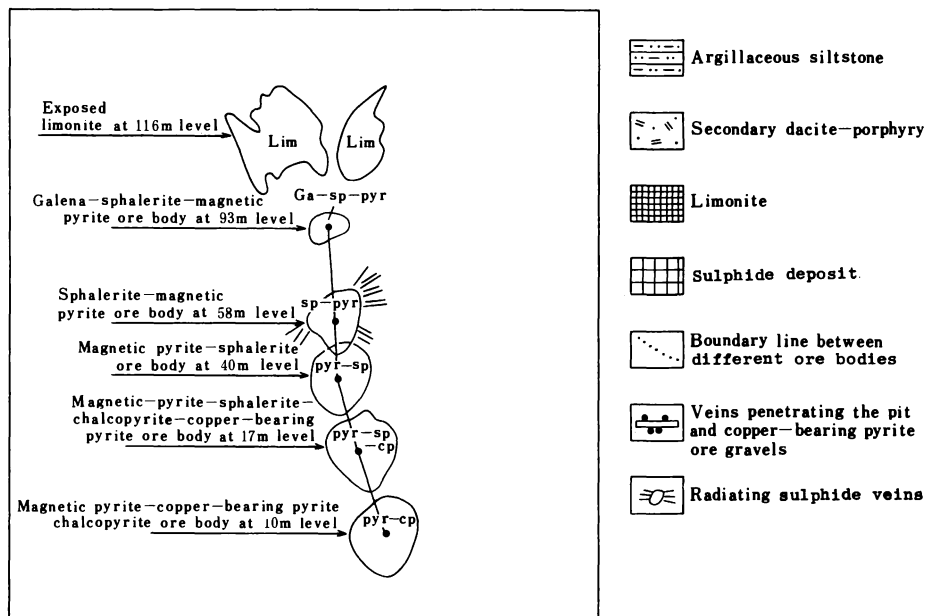 Exposed
limonite at 116m level
Lim
Lim
Ga—sp—pyr
Galena—sphalerite—magnetic
pyrite ore body at 93m level
Sphalerite—magnetic
pyrite ore body at 58m level
sp—pyr
Magnetic pyrite—sphalerite
ore body at 40m level
pyr—sp
Magnetic—pyrite—sphalerite—
chalcopyrite—copper—bearing
pyrite ore body at 17m level
pyr—sp
—cp
Magnetic pyrite—copper—bearing pyrite
chalcopyrite ore body at 10m level
pyr—cp
Argillaceous siltstone
Secondary dacite—porphyry
Limonite
Sulphide deposit
Boundary line between
different ore bodies
Veins penetrating the pit
and copper—bearing pyrite
ore gravels
Radiating sulphide veins